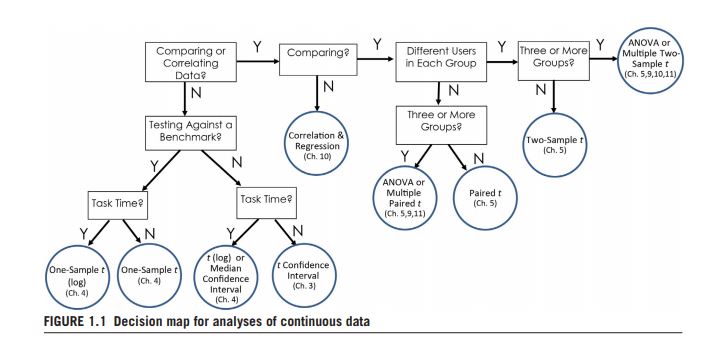 Comparing or
Correlating
Data?
Y
Comparing?
Y
Different Users
in Each Group
Y
Three or More
Groups?
Y
ANOVA or
Multiple Two-
Sample t
(Ch. 5,9,10,11)
N
N
N
N
Testing Against a
Benchmark?
Correlation &
Regression
(Ch. 10)
Three or More
Groups?
Two-Sample t
(Ch. 5)
Y
N
Y
N
Task Time?
Task Time?
ANOVA or
Multiple
Paired t
(Ch. 5,9,11)
Paired t
(Ch. 5)
Y
N
Y
N
One-Sample t
(log)
(Ch. 4)
One-Sample t
(Ch. 4)
t (log) or
Median
Confidence
Interval
(Ch. 4)
t Confidence
Interval
(Ch. 3)
FIGURE 1.1 Decision map for analyses of continuous data